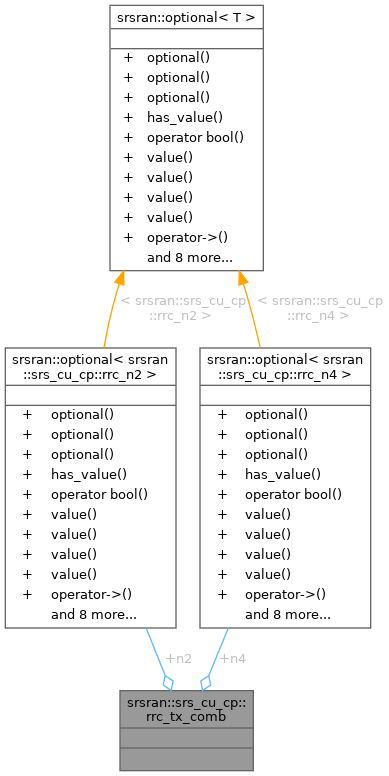 srsran::optional< T >
+ optional()
+ optional()
+ optional()
+ has_value()
+ operator bool()
+ value()
+ value()
+ value()
+ value()
+ operator->()
and 8 more...
< srsran::srs_cu_cp
::rrc_n2 >
< srsran::srs_cu_cp
::rrc_n4 >
srsran::optional< srsran
::srs_cu_cp::rrc_n2 >
+ optional()
+ optional()
+ optional()
+ has_value()
+ operator bool()
+ value()
+ value()
+ value()
+ value()
+ operator->()
and 8 more...
srsran::optional< srsran
::srs_cu_cp::rrc_n4 >
+ optional()
+ optional()
+ optional()
+ has_value()
+ operator bool()
+ value()
+ value()
+ value()
+ value()
+ operator->()
and 8 more...
+n2
+n4
srsran::srs_cu_cp::
rrc_tx_comb